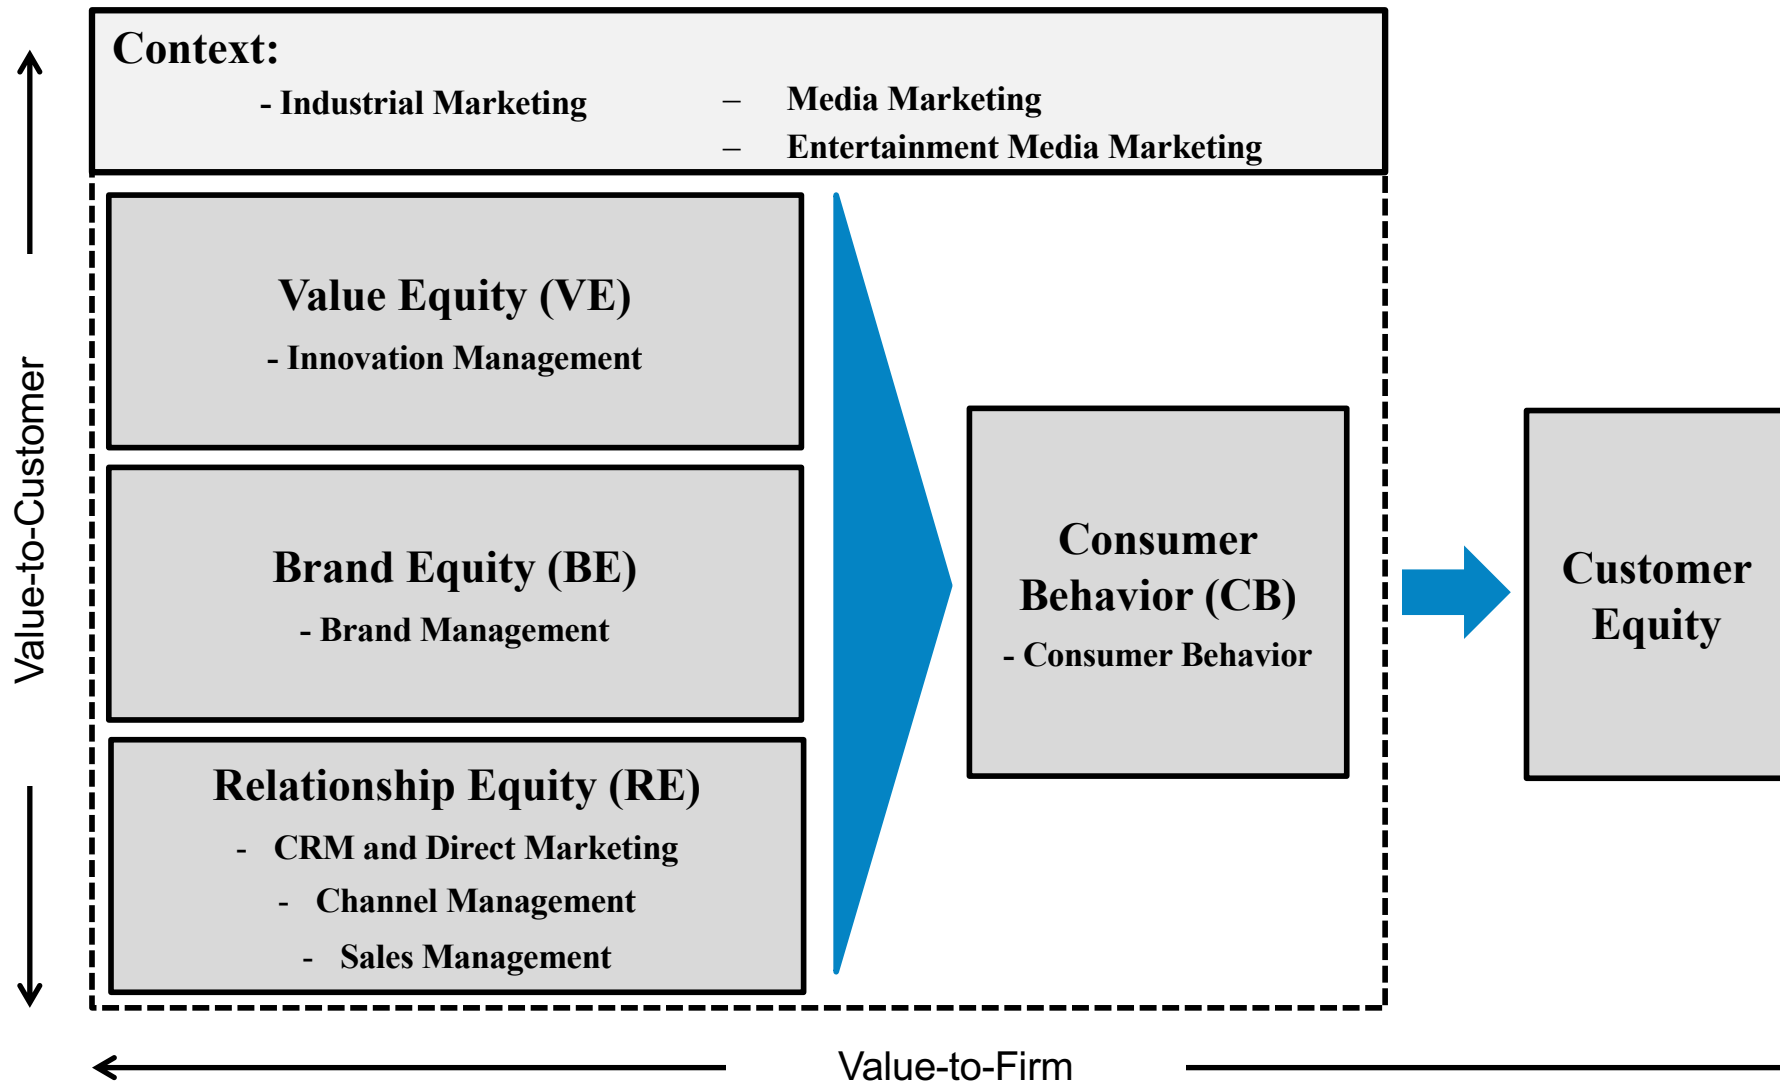 Context:
- Industrial Marketing
– Media Marketing
– Entertainment Media Marketing
Value-to-Customer
Value Equity (VE)
- Innovation Management
Brand Equity (BE)
- Brand Management
Relationship Equity (RE)
- CRM and Direct Marketing
- Channel Management
- Sales Management
Consumer
Behavior (CB)
- Consumer Behavior
Customer
Equity
Value-to-Firm